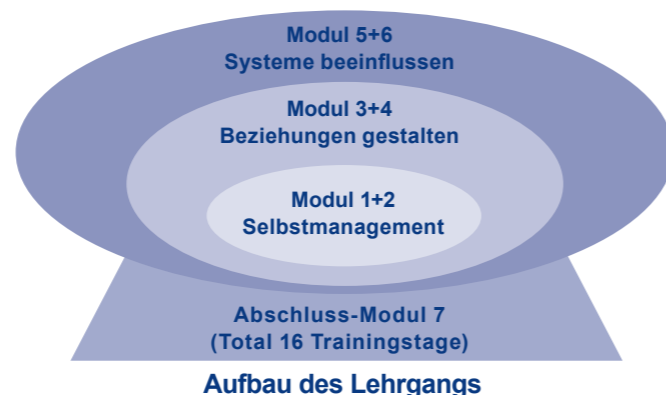 Modul 5+6
Systeme beeinflussen
Modul 3+4
Beziehungen gestalten
Modul 1+2
Selbstmanagement
Abschluss-Modul 7
(Total 16 Trainingstage)
Aufbau des Lehrgangs